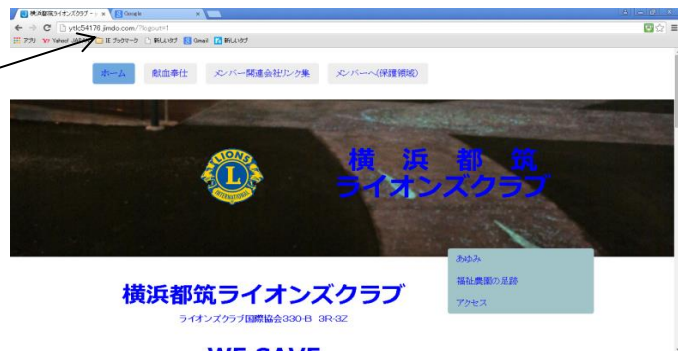 横浜都筑ライオンズクラブ -
Google
ytlc54176.jimdo.com/?logout=1
アプリ Yahoo! JAPAN IE ブックマーク 新しいタブ Gmail 新しいタブ
ホーム 献血奉仕 メンバー関連会社リンク集 メンバーへ(保護領域)
LIONS
L
INTERNATIONAL
横浜都筑
ライオンズクラブ
あゆみ
福祉農園の足跡
アクセス
横浜都筑ライオンズクラブ
ライオンズクラブ国際協会330-B 3R-3Z
WE SAVE